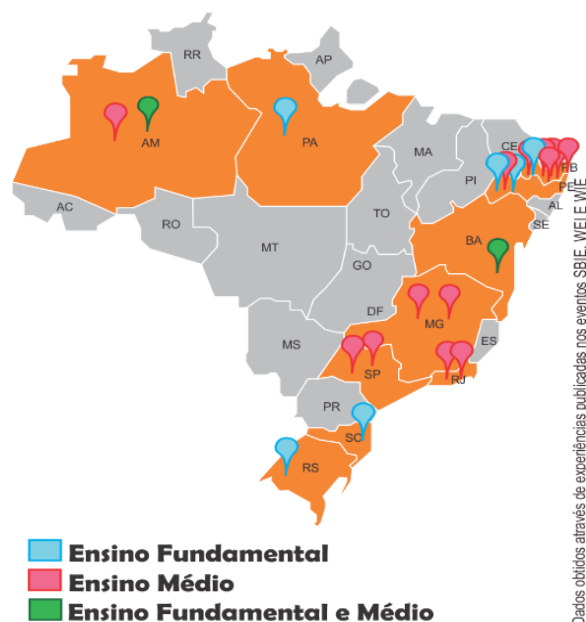 RR
AP
AM
PA
MA
CE
PB
PI
PE
AL
SE
AC
RO
TO
BA
MT
GO
DF
MG
ES
MS
SP
RJ
PR
SC
RS
Ensino Fundamental
Ensino Médio
Ensino Fundamental e Médio
Dados obtidos através de experiências publicadas nos eventos SBIE, WEI E WIE